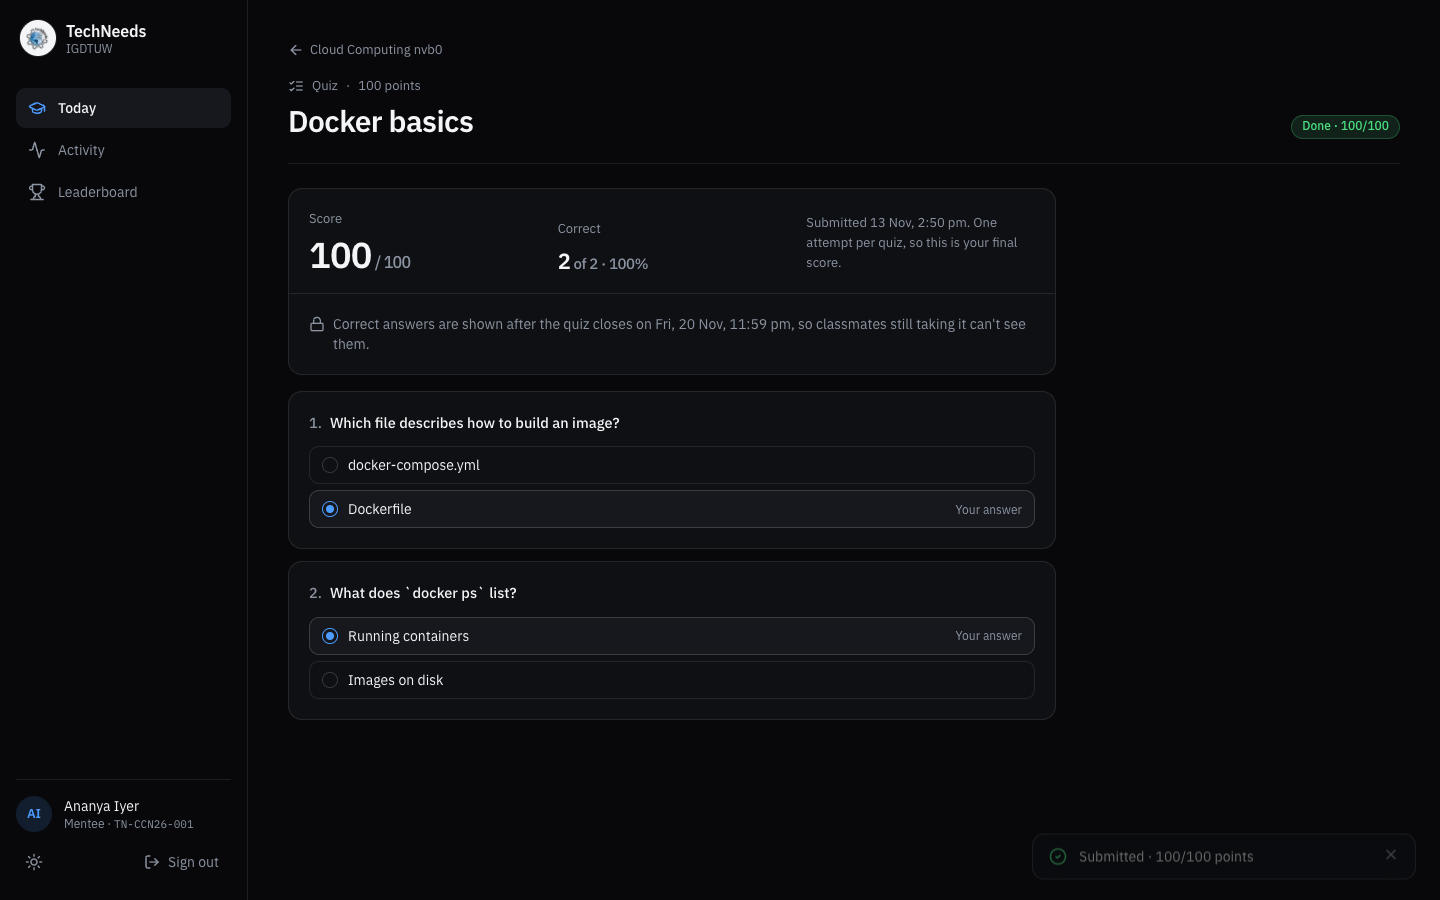 TechNeeds
IGDTUW
Today
Activity
Leaderboard
Cloud Computing nvb0
Quiz · 100 points
Docker basics
Done · 100/100
Score
100 / 100
Correct
2 of 2 · 100%
Submitted 13 Nov, 2:50 pm. One
attempt per quiz, so this is your final
score.
Correct answers are shown after the quiz closes on Fri, 20 Nov, 11:59 pm, so classmates still taking it can't see
them.
1. Which file describes how to build an image?
docker-compose.yml
Dockerfile Your answer
2. What does `docker ps` list?
Running containers Your answer
Images on disk
AI
Ananya Iyer
Mentee · TN-CCN26-001
Sign out
Submitted · 100/100 points